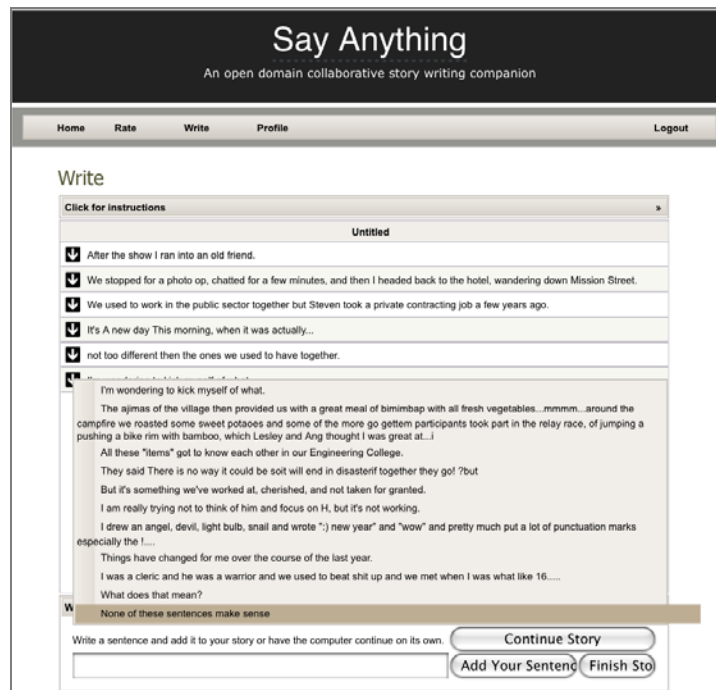 Say Anything
An open domain collaborative story writing companion
Home Rate Write Profile Logout
Write
Click for instructions »
Untitled
After the show I ran into an old friend.
We stopped for a photo op, chatted for a few minutes, and then I headed back to the hotel, wandering down Mission Street.
We used to work in the public sector together but Steven took a private contracting job a few years ago.
It's A new day This morning, when it was actually...
not too different then the ones we used to have together.
I'm wondering to kick myself of what.
The ajimas of the village then provided us with a great meal of bimimbap with all fresh vegetables...mmmm...around the
campfire we roasted some sweet potaoes and some of the more go gettem participants took part in the relay race, of jumping a
pushing a bike rim with bamboo, which Lesley and Ang thought I was great at...i
All these "items" got to know each other in our Engineering College.
They said There is no way it could be soit will end in disasterif together they go! ?but
But it's something we've worked at, cherished, and not taken for granted.
I am really trying not to think of him and focus on H, but it's not working.
I drew an angel, devil, light bulb, snail and wrote ":) new year" and "wow" and pretty much put a lot of punctuation marks
especially the !....
Things have changed for me over the course of the last year.
I was a cleric and he was a warrior and we used to beat shit up and we met when I was what like 16.....
What does that mean?
None of these sentences make sense
Write a sentence and add it to your story or have the computer continue on its own. Continue Story
Add Your Sentenc Finish Sto